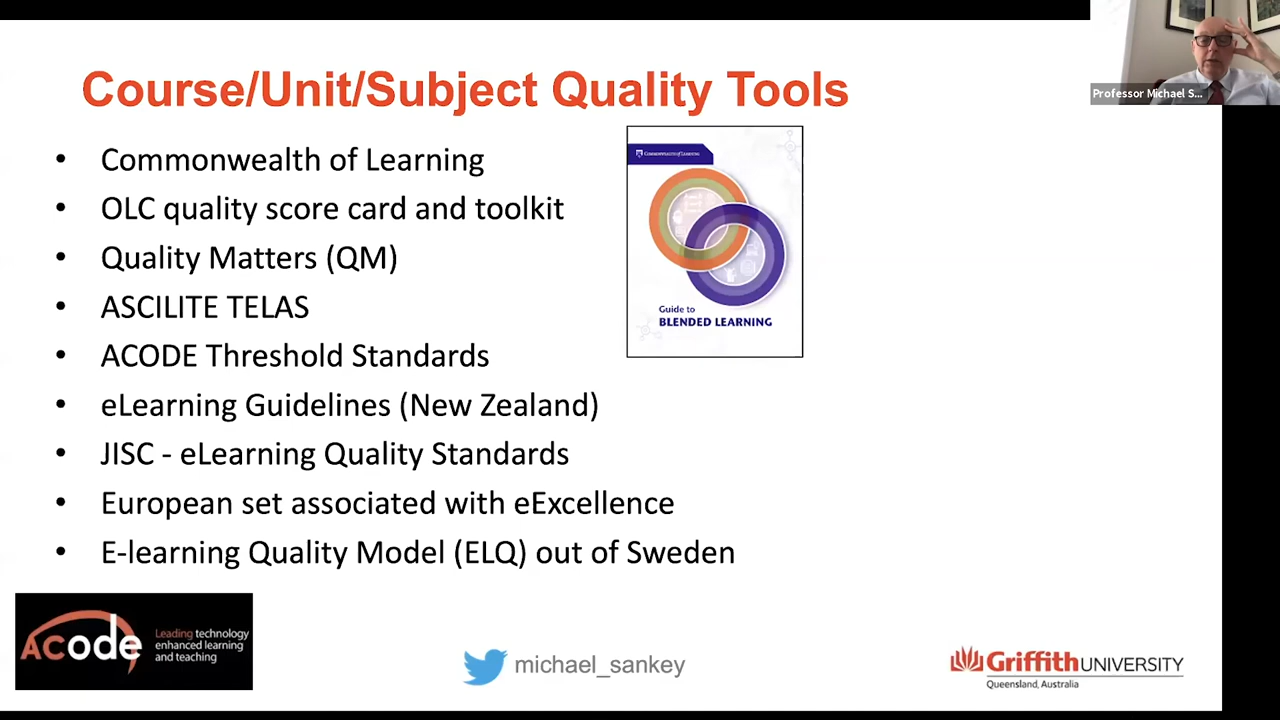 Course/Unit/Subject Quality Tools
Professor Michael S...
• Commonwealth of Learning
• OLC quality score card and toolkit
• Quality Matters (QM)
• ASCILITE TELAS
• ACODE Threshold Standards
• eLearning Guidelines (New Zealand)
• JISC - eLearning Quality Standards
• European set associated with eExcellence
• E-learning Quality Model (ELQ) out of Sweden
COMMONWEALTH of LEARNING
Guide to
BLENDED LEARNING
ACode
Leading technology
enhanced learning
and teaching
michael_sankey
Griffith UNIVERSITY
Queensland, Australia